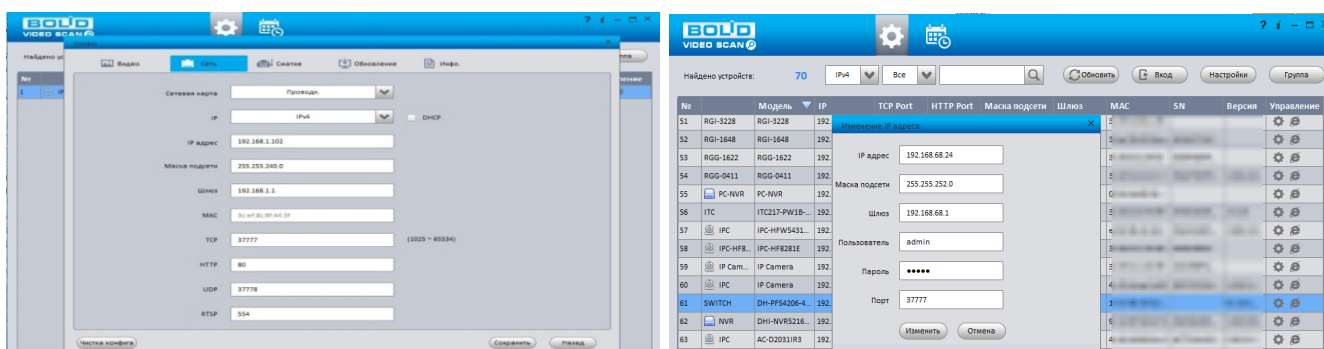 BOLID
VIDEO SCAN
? i – □ ×
Найдено ус
№
1
IP
Видео
Сеть
Сжатие
Обновление
Инфо.
Сетевая карта Проводн.
IP IPv4 DHCP
IP адрес 192.168.1.102
Маска подсети 255.255.240.0
Шлюз 192.168.1.1
MAC 3c:ef:8c:8f:44:3f
TCP 37777 (1025 ~ 65534)
HTTP 80
UDP 37778
RTSP 554
Чистка конфига Сохранить Назад
BOLID
VIDEO SCAN
? i – □
Найдено устройств: 70 IPv4 Все Обновить Вход Настройки Группа
№ Модель IP TCP Port HTTP Port Маска подсети Шлюз MAC SN Версия Управление
51 RGI-3228 RGI-3228 192.
52 RGI-1648 RGI-1648 192.
53 RGG-1622 RGG-1622 192.
54 RGG-0411 RGG-0411 192.
55 PC-NVR PC-NVR 192.
56 ITC ITC217-PW1B-... 192.
57 IPC IPC-HFW5431... 192.
58 IPC-HF8... IPC-HF8281E 192.
59 IP Cam... IP Camera 192.
60 IPC IP Camera 192.
61 SWITCH DH-PFS4206-4... 192.
62 NVR DHI-NVR5216... 192.
63 IPC AC-D2031IR3 192.
Изменение IP адреса ×
IP адрес 192.168.68.24
Маска подсети 255.255.252.0
Шлюз 192.168.68.1
Пользователь admin
Пароль •••••
Порт 37777
Изменить Отмена